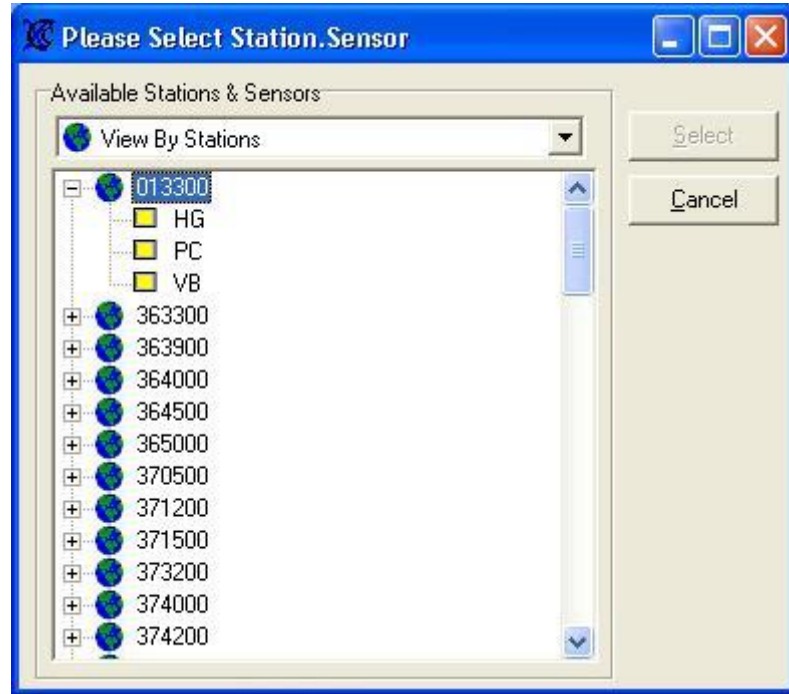 Please Select Station.Sensor
Available Stations & Sensors
View By Stations
Select
Cancel
013300
HG
PC
VB
363300
363900
364000
364500
365000
370500
371200
371500
373200
374000
374200